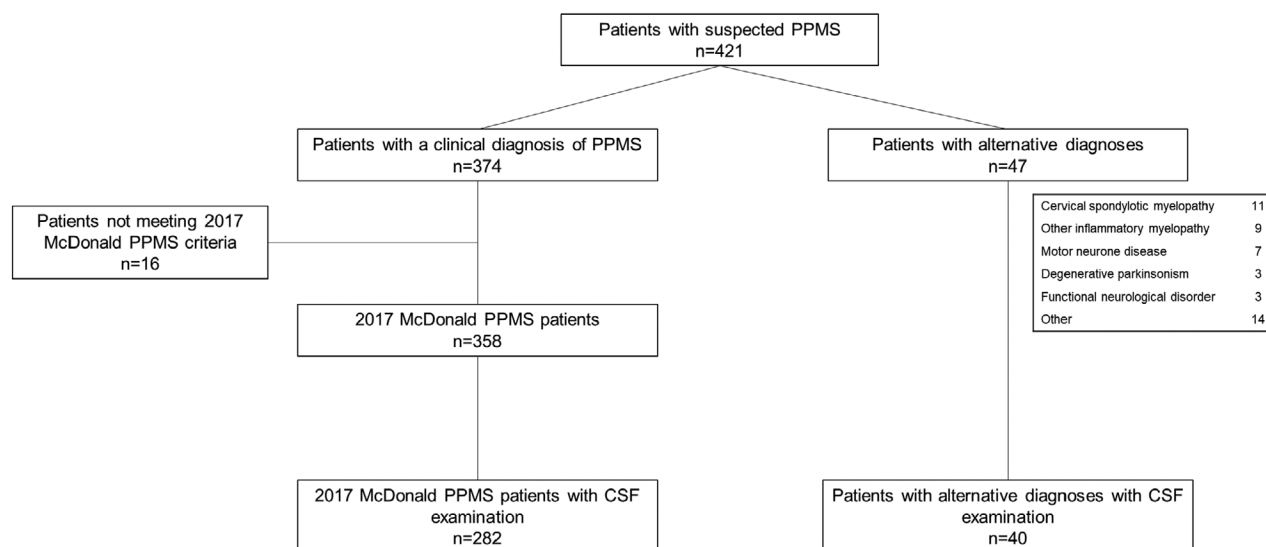 Patients with suspected PPMS
n=421
Patients with a clinical diagnosis of PPMS
n=374
Patients with alternative diagnoses
n=47
Patients not meeting 2017
McDonald PPMS criteria
n=16
Cervical spondylotic myelopathy 11
Other inflammatory myelopathy 9
Motor neurone disease 7
Degenerative parkinsonism 3
Functional neurological disorder 3
Other 14
2017 McDonald PPMS patients
n=358
2017 McDonald PPMS patients with CSF
examination
n=282
Patients with alternative diagnoses with CSF
examination
n=40